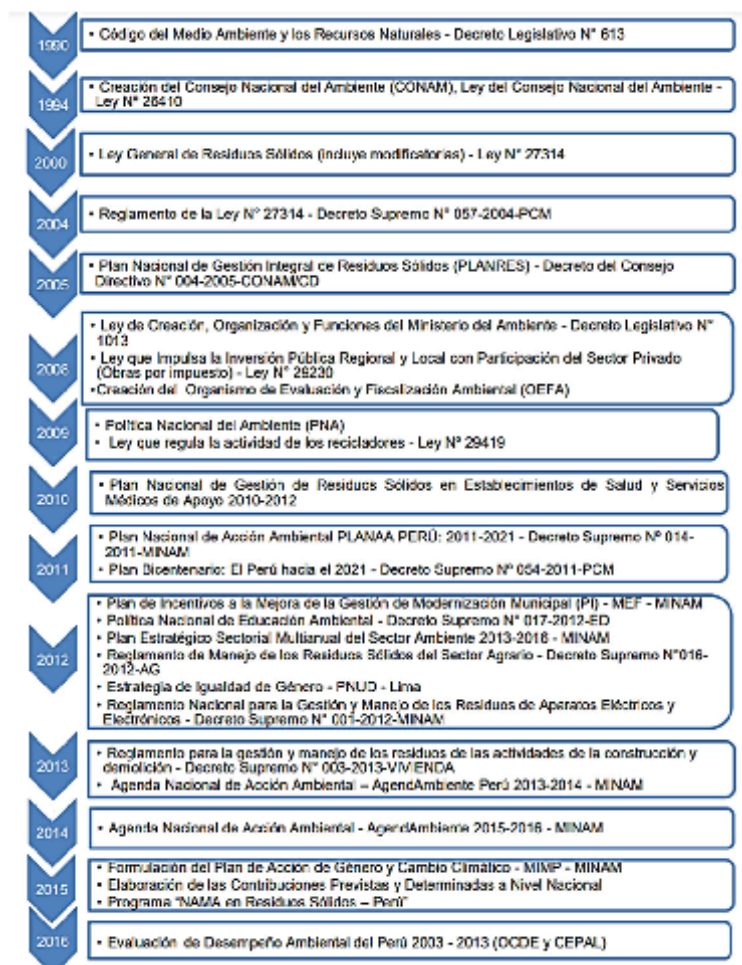 1990
• Código del Medio Ambiente y los Recursos Naturales - Decreto Legislativo N° 613
1994
• Creación del Consejo Nacional del Ambiente (CONAM), Ley del Consejo Nacional del Ambiente -
Ley N° 26410
2000
• Ley General de Residuos Sólidos (incluye modificatorias) - Ley N° 27314
2004
• Reglamento de la Ley N° 27314 - Decreto Supremo N° 057-2004-PCM
2005
• Plan Nacional de Gestión Integral de Residuos Sólidos (PLANRES) - Decreto del Consejo
Directivo N° 004-2005-CONAM/CD
2008
• Ley de Creación, Organización y Funciones del Ministerio del Ambiente - Decreto Legislativo N°
1013
• Ley que Impulsa la Inversión Pública Regional y Local con Participación del Sector Privado
(Obras por impuesto) - Ley N° 29230
•Creación del Organismo de Evaluación y Fiscalización Ambiental (OEFA)
2009
• Política Nacional del Ambiente (PNA)
• Ley que regula la actividad de los recicladores - Ley Nº 29419
2010
• Plan Nacional de Gestión de Residuos Sólidos en Establecimientos de Salud y Servicios
Médicos de Apoyo 2010-2012
2011
• Plan Nacional de Acción Ambiental PLANAA PERÚ: 2011-2021 - Decreto Supremo Nº 014-
2011-MINAM
• Plan Bicentenario: El Perú hacia el 2021 - Decreto Supremo Nº 054-2011-PCM
2012
• Plan de Incentivos a la Mejora de la Gestión de Modernización Municipal (PI) - MEF - MINAM
• Política Nacional de Educación Ambiental - Decreto Supremo N° 017-2012-ED
• Plan Estratégico Sectorial Multianual del Sector Ambiente 2013-2016 - MINAM
• Reglamento de Manejo de los Residuos Sólidos del Sector Agrario - Decreto Supremo N°016-
2012-AG
• Estrategia de Igualdad de Género - PNUD - Lima
• Reglamento Nacional para la Gestión y Manejo de los Residuos de Aparatos Eléctricos y
Electrónicos - Decreto Supremo N° 001-2012-MINAM
2013
• Reglamento para la gestión y manejo de los residuos de las actividades de la construcción y
demolición - Decreto Supremo N° 003-2013-VIVIENDA
• Agenda Nacional de Acción Ambiental – AgendAmbiente Perú 2013-2014 - MINAM
2014
• Agenda Nacional de Acción Ambiental - AgendAmbiente 2015-2016 - MINAM
2015
• Formulación del Plan de Acción de Género y Cambio Climático - MIMP - MINAM
• Elaboración de las Contribuciones Previstas y Determinadas a Nivel Nacional
• Programa "NAMA en Residuos Sólidos – Perú"
2016
• Evaluación de Desempeño Ambiental del Perú 2003 - 2013 (OCDE y CEPAL)